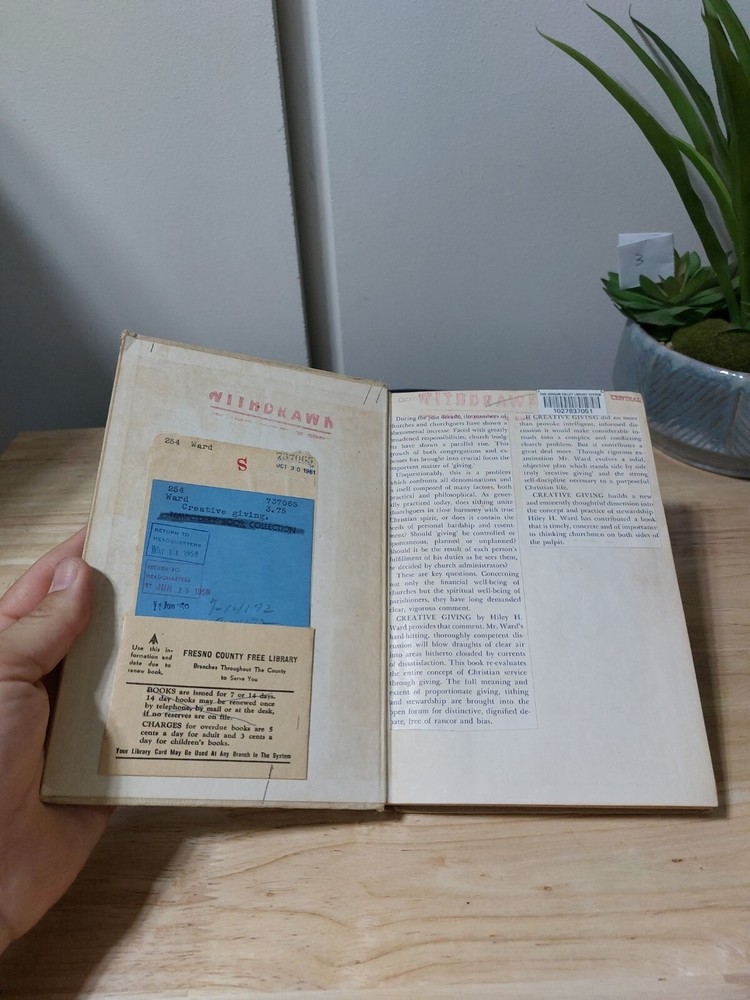 WITHDRAWN
254 Ward
737065
S
OCT 30 1961
254
Ward
737065
3.75
Creative giving.
BOOK COLLECTION
RETURN TO
HEADQUARTERS
1958
RETURN TO
HEADQUARTERS
BY JUN 1958
Use this in-
formation and
date due to
renew book.
FRESNO COUNTY FREE LIBRARY
Branches Throughout The County
to Serve You
BOOKS are issued for 7 or 14 days.
14 day books may be renewed once
by telephone, by mail or at the desk,
if no reserves are on file.
CHARGES for overdue books are 5
cents a day for adult and 3 cents a
day for children's books.
Your Library Card May Be Used At Any Branch In The System
WITHDRAWN
SAN JOAQUIN VALLEY LIBRARY SYSTEM
1027837051
CENTRAL
During the past decade, the numbers of
churches and churchgoers have shown a
phenomenal increase. Faced with greatly
broadened responsibilities, church budg-
ets have shown a parallel rise. This
growth of both congregations and ex-
penses has brought into crucial focus the
important matter of 'giving.'
Unquestionably, this is a problem
which confronts all denominations and
is itself composed of many factors, both
practical and philosophical. As gener-
ally practiced today, does tithing unite
churchgoers in close harmony with true
Christian spirit, or does it contain the
seeds of personal hardship and resent-
ment? Should 'giving' be controlled or
spontaneous, planned or unplanned?
Should it be the result of each person's
fulfillment of his duties as he sees them,
be decided by church administrators?
These are key questions. Concerning
not only the financial well-being of
churches but the spiritual well-being of
parishioners, they have long demanded
clear, vigorous comment.
CREATIVE GIVING by Hiley H.
Ward provides that comment. Mr. Ward's
hard-hitting, thoroughly competent dis-
cussion will blow draughts of clear air
into areas hitherto clouded by currents
of dissatisfaction. This book re-evaluates
the entire concept of Christian service
through giving. The full meaning and
extent of proportionate giving, tithing
and stewardship are brought into the
open forum for distinctive, dignified de-
bate, free of rancor and bias.
If CREATIVE GIVING did no more
than provoke intelligent, informed dis-
cussion it would make considerable in-
roads into a complex and conflicting
church problem. But it contributes a
great deal more. Through rigorous ex-
amination Mr. Ward evolves a solid,
objective plan which stands side by side
truly 'creative giving' and the strong
self-discipline necessary to a purposeful
Christian life.
CREATIVE GIVING builds a new
and eminently thoughtful dimension into
the concept and practice of stewardship.
Hiley H. Ward has contributed a book
that is timely, concrete and of importance
to thinking churchmen on both sides of
the pulpit.
3